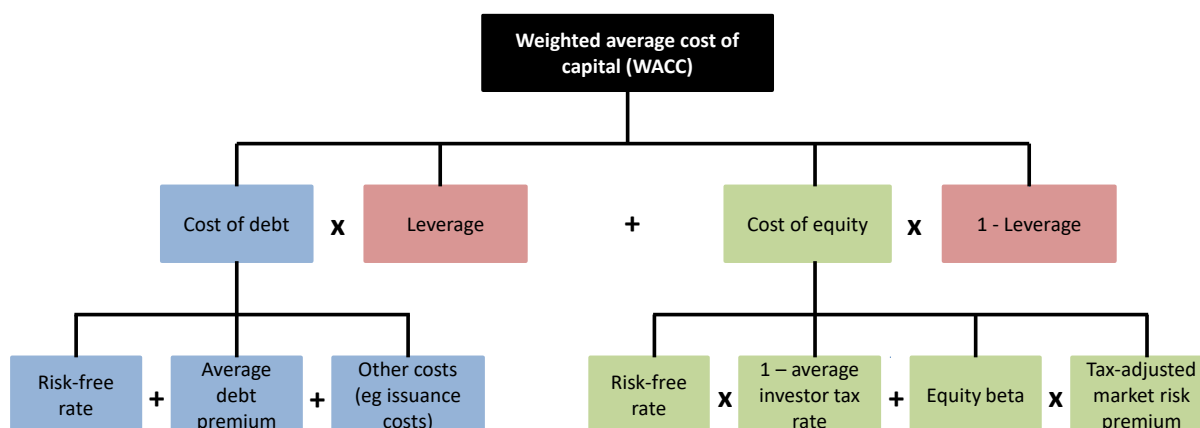 Weighted average cost of
capital (WACC)
Cost of debt
x
Leverage
+
Cost of equity
x
1 - Leverage
Risk-free
rate
+
Average
debt
premium
+
Other costs
(eg issuance
costs)
Risk-free
rate
x
1 – average
investor tax
rate
+
Equity beta
x
Tax-adjusted
market risk
premium